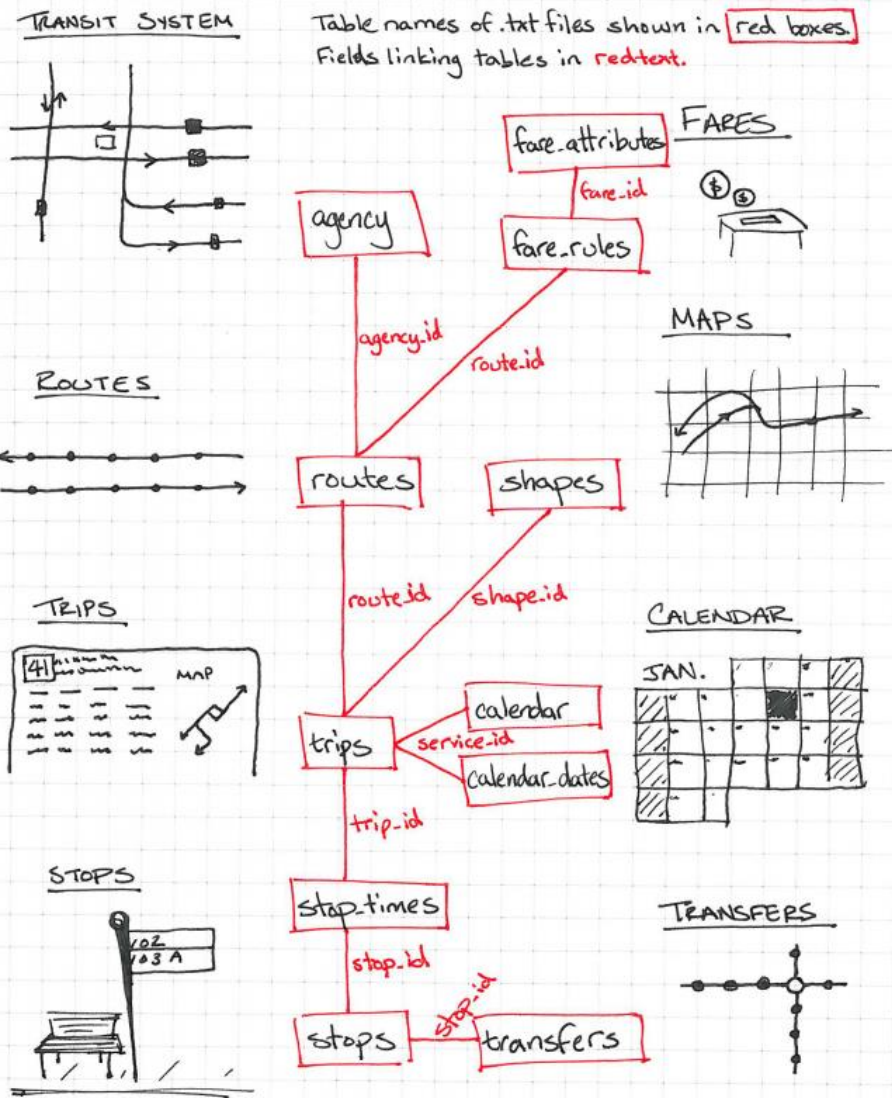 TRANSIT SYSTEM
Table names of .txt files shown in red boxes.
Fields linking tables in red text.
fare_attributes
FARES
fare_id
$
$
agency
fare_rules
MAPS
agency_id
route_id
ROUTES
routes
shapes
route_id
shape_id
TRIPS
CALENDAR
41
MAP
JAN.
calendar
trips
service_id
calendar_dates
trip_id
STOPS
stop_times
TRANSFERS
102
103 A
stop_id
stop_id
stops
transfers